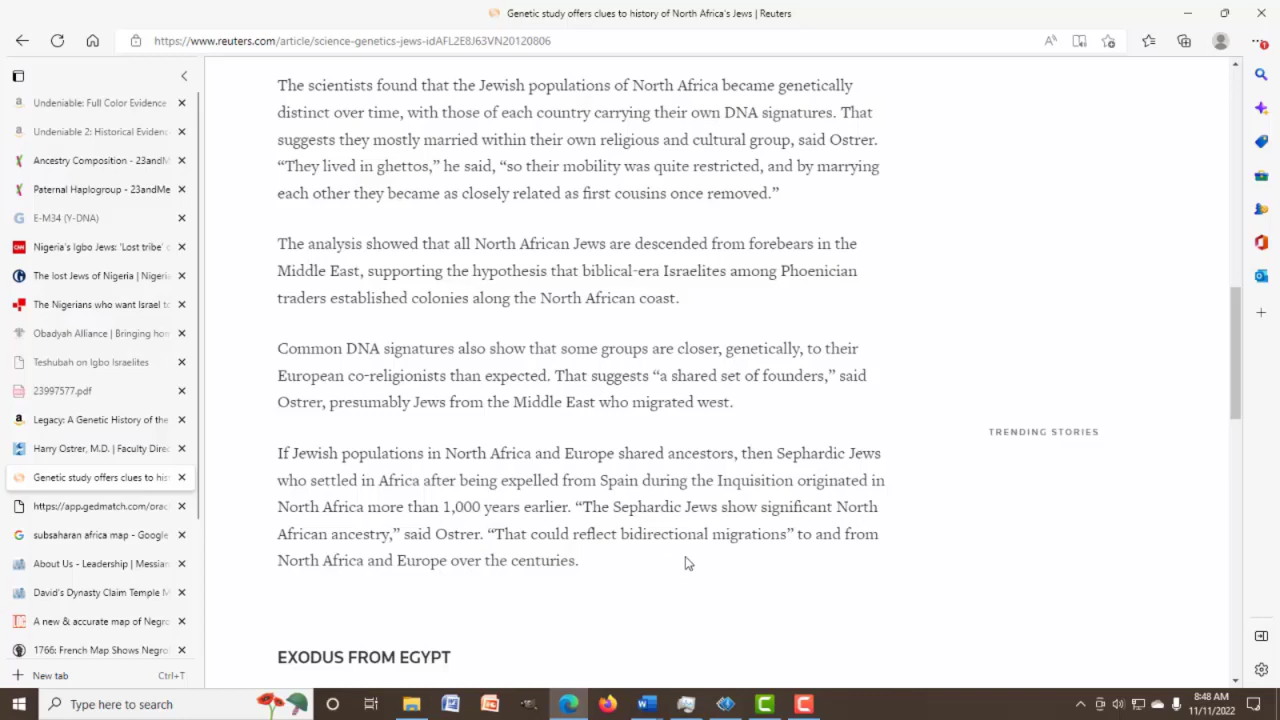 Genetic study offers clues to history of North Africa's Jews | Reuters
https://www.reuters.com/article/science-genetics-jews-idAFL2E8J63VN20120806
Undeniable: Full Color Evidence
Undeniable 2: Historical Evidenc
Ancestry Composition - 23andM
Paternal Haplogroup - 23andMe
E-M34 (Y-DNA)
Nigeria's Igbo Jews: 'Lost tribe'
The lost Jews of Nigeria | Nigeri
The Nigerians who want Israel to
Obadyah Alliance | Bringing hon
Teshubah on Igbo Israelites
23997577.pdf
Legacy: A Genetic History of the
Harry Ostrer, M.D. | Faculty Dire
Genetic study offers clues to his
https://app.gedmatch.com/orac
subsaharan africa map - Google
About Us - Leadership | Messian
David's Dynasty Claim Temple M
A new & accurate map of Negro
1766: French Map Shows Negro
New tab
Ctrl+T
The scientists found that the Jewish populations of North Africa became genetically
distinct over time, with those of each country carrying their own DNA signatures. That
suggests they mostly married within their own religious and cultural group, said Ostrer.
“They lived in ghettos,” he said, “so their mobility was quite restricted, and by marrying
each other they became as closely related as first cousins once removed.”
The analysis showed that all North African Jews are descended from forebears in the
Middle East, supporting the hypothesis that biblical-era Israelites among Phoenician
traders established colonies along the North African coast.
Common DNA signatures also show that some groups are closer, genetically, to their
European co-religionists than expected. That suggests “a shared set of founders,” said
Ostrer, presumably Jews from the Middle East who migrated west.
If Jewish populations in North Africa and Europe shared ancestors, then Sephardic Jews
who settled in Africa after being expelled from Spain during the Inquisition originated in
North Africa more than 1,000 years earlier. “The Sephardic Jews show significant North
African ancestry,” said Ostrer. “That could reflect bidirectional migrations” to and from
North Africa and Europe over the centuries.
EXODUS FROM EGYPT
TRENDING STORIES
Type here to search
8:48 AM
11/11/2022